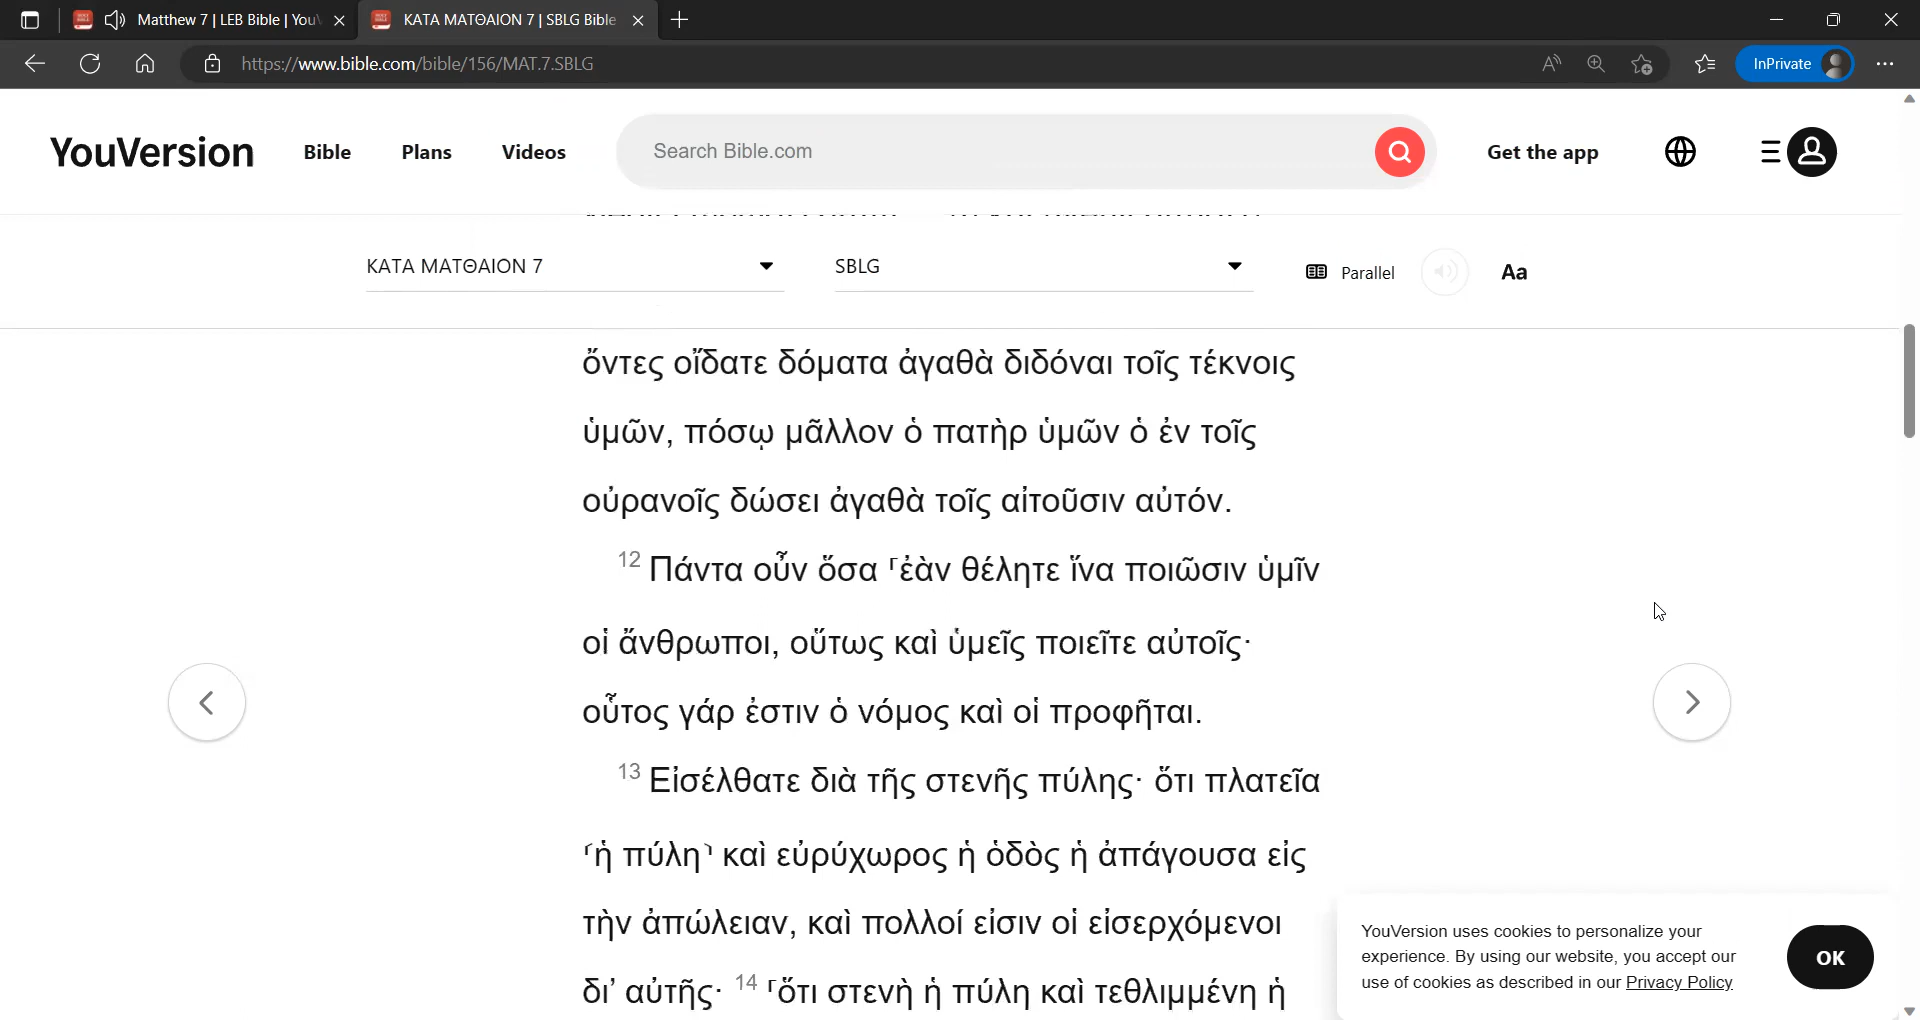 Matthew 7 | LEB Bible | YouV
ΚΑΤΑ ΜΑΤΘΑΙΟΝ 7 | SBLG Bible
https://www.bible.com/bible/156/MAT.7.SBLG
InPrivate
YouVersion
Bible
Plans
Videos
Search Bible.com
Get the app
ΚΑΤΑ ΜΑΤΘΑΙΟΝ 7
SBLG
Parallel
Aa
ὄντες οἴδατε δόματα ἀγαθὰ διδόναι τοῖς τέκνοις
ὑμῶν, πόσῳ μᾶλλον ὁ πατὴρ ὑμῶν ὁ ἐν τοῖς
οὐρανοῖς δώσει ἀγαθὰ τοῖς αἰτοῦσιν αὐτόν.
12 Πάντα οὖν ὅσα ⸀ἐὰν θέλητε ἵνα ποιῶσιν ὑμῖν
οἱ ἄνθρωποι, οὕτως καὶ ὑμεῖς ποιεῖτε αὐτοῖς·
οὗτος γάρ ἐστιν ὁ νόμος καὶ οἱ προφῆται.
13 Εἰσέλθατε διὰ τῆς στενῆς πύλης· ὅτι πλατεῖα
⸂ἡ πύλη⸃ καὶ εὐρύχωρος ἡ ὁδὸς ἡ ἀπάγουσα εἰς
τὴν ἀπώλειαν, καὶ πολλοί εἰσιν οἱ εἰσερχόμενοι
δι’ αὐτῆς· 14 ⸀ὅτι στενὴ ἡ πύλη καὶ τεθλιμμένη ἡ
YouVersion uses cookies to personalize your
experience. By using our website, you accept our
use of cookies as described in our Privacy Policy
OK